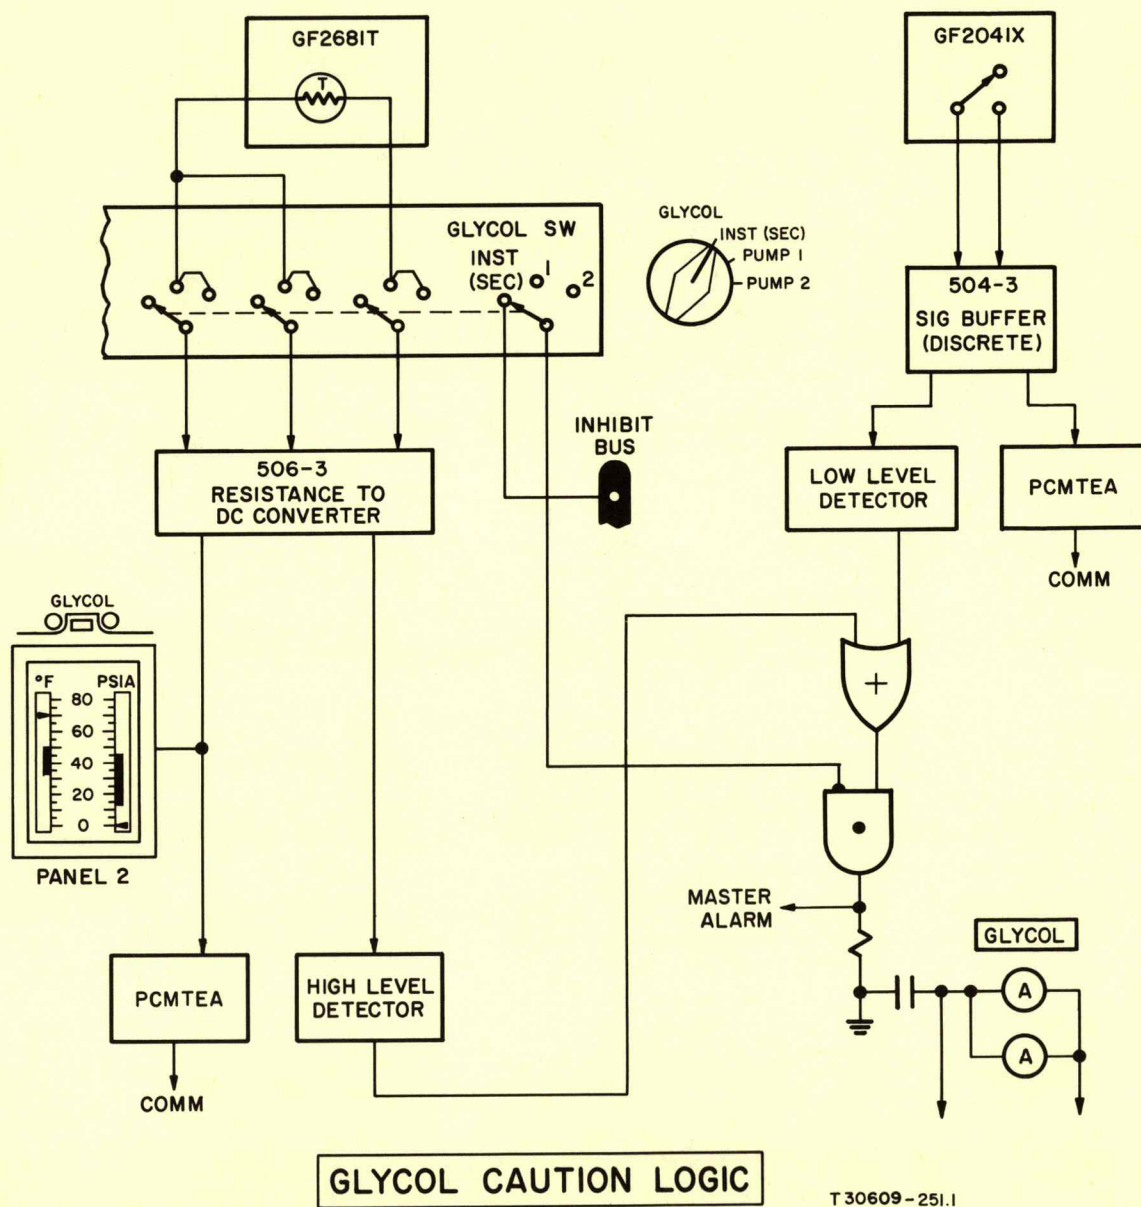 GF2681T
T
GF2041X
GLYCOL SW
INST
(SEC)
1
2
GLYCOL
INST (SEC)
PUMP 1
PUMP 2
504-3
SIG BUFFER
(DISCRETE)
INHIBIT
BUS
506-3
RESISTANCE TO
DC CONVERTER
LOW LEVEL
DETECTOR
PCMTEA
COMM
GLYCOL
°F PSIA
80
60
40
20
0
PANEL 2
+
MASTER
ALARM
GLYCOL
A
A
PCMTEA
HIGH LEVEL
DETECTOR
COMM
GLYCOL CAUTION LOGIC
T30609-251.1